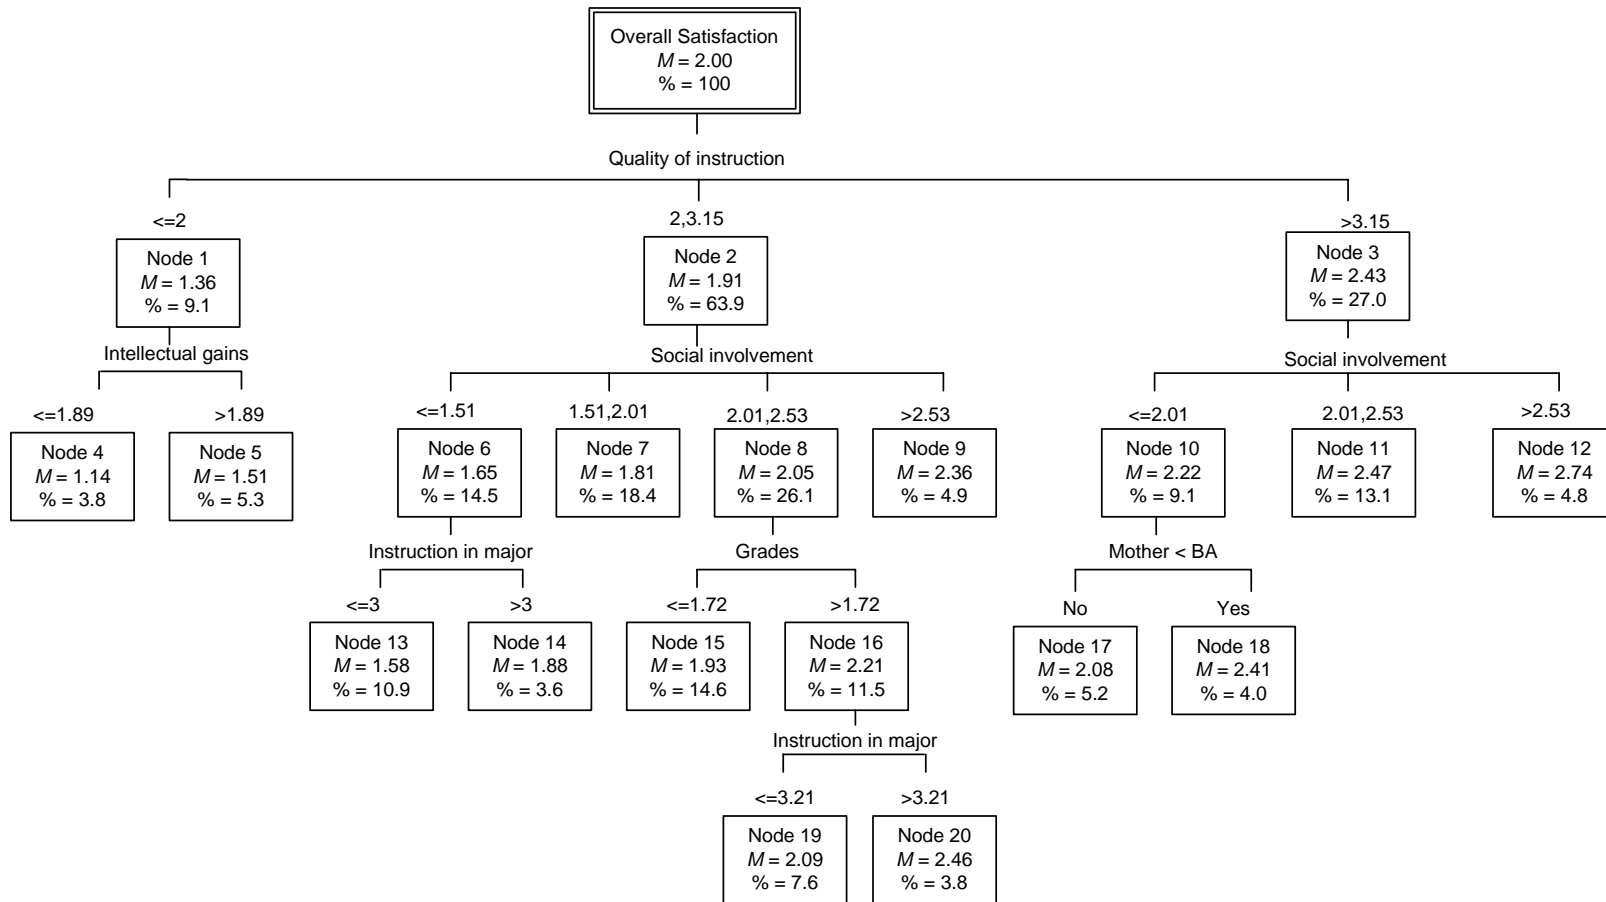 Overall Satisfaction
M = 2.00
% = 100
Quality of instruction
<=2
2,3.15
>3.15
Node 1
M = 1.36
% = 9.1
Node 2
M = 1.91
% = 63.9
Node 3
M = 2.43
% = 27.0
Intellectual gains
Social involvement
Social involvement
<=1.89
>1.89
<=1.51
1.51,2.01
2.01,2.53
>2.53
<=2.01
2.01,2.53
>2.53
Node 4
M = 1.14
% = 3.8
Node 5
M = 1.51
% = 5.3
Node 6
M = 1.65
% = 14.5
Node 7
M = 1.81
% = 18.4
Node 8
M = 2.05
% = 26.1
Node 9
M = 2.36
% = 4.9
Node 10
M = 2.22
% = 9.1
Node 11
M = 2.47
% = 13.1
Node 12
M = 2.74
% = 4.8
Instruction in major
Grades
Mother < BA
<=3
>3
<=1.72
>1.72
No
Yes
Node 13
M = 1.58
% = 10.9
Node 14
M = 1.88
% = 3.6
Node 15
M = 1.93
% = 14.6
Node 16
M = 2.21
% = 11.5
Node 17
M = 2.08
% = 5.2
Node 18
M = 2.41
% = 4.0
Instruction in major
<=3.21
>3.21
Node 19
M = 2.09
% = 7.6
Node 20
M = 2.46
% = 3.8